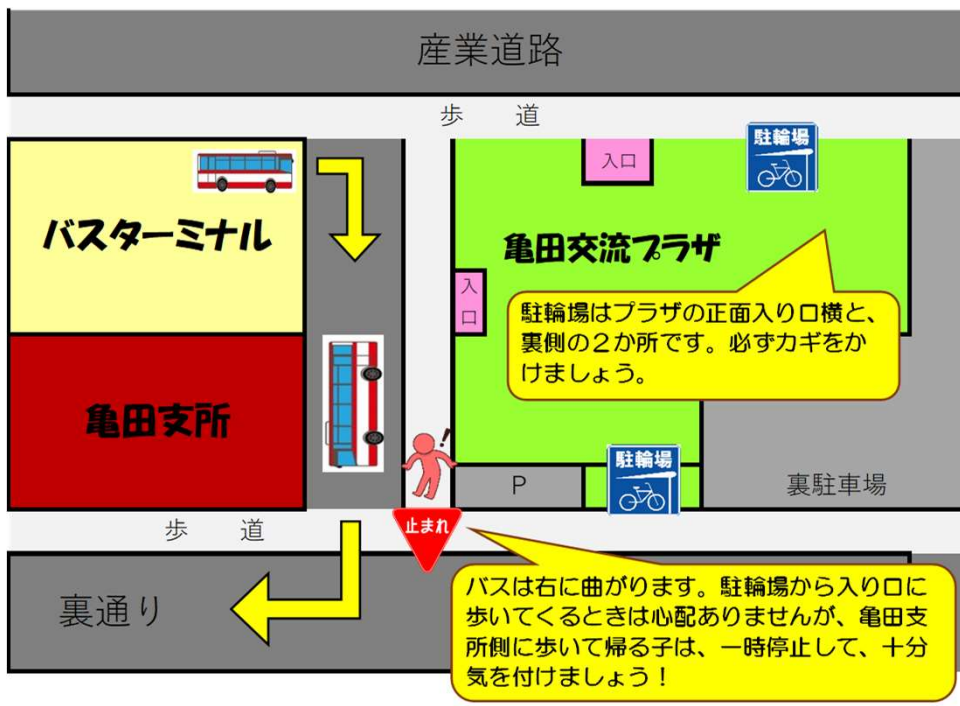 産業道路
歩　道
駐輪場
入口
バスターミナル
亀田交流プラザ
入
口
駐輪場はプラザの正面入り口横と、
裏側の２か所です。必ずカギをか
けましょう。
亀田支所
！
駐輪場
P
裏駐車場
歩　道
止まれ
裏通り
バスは右に曲がります。駐輪場から入り口に
歩いてくるときは心配ありませんが、亀田支
所側に歩いて帰る子は、一時停止して、十分
気を付けましょう！